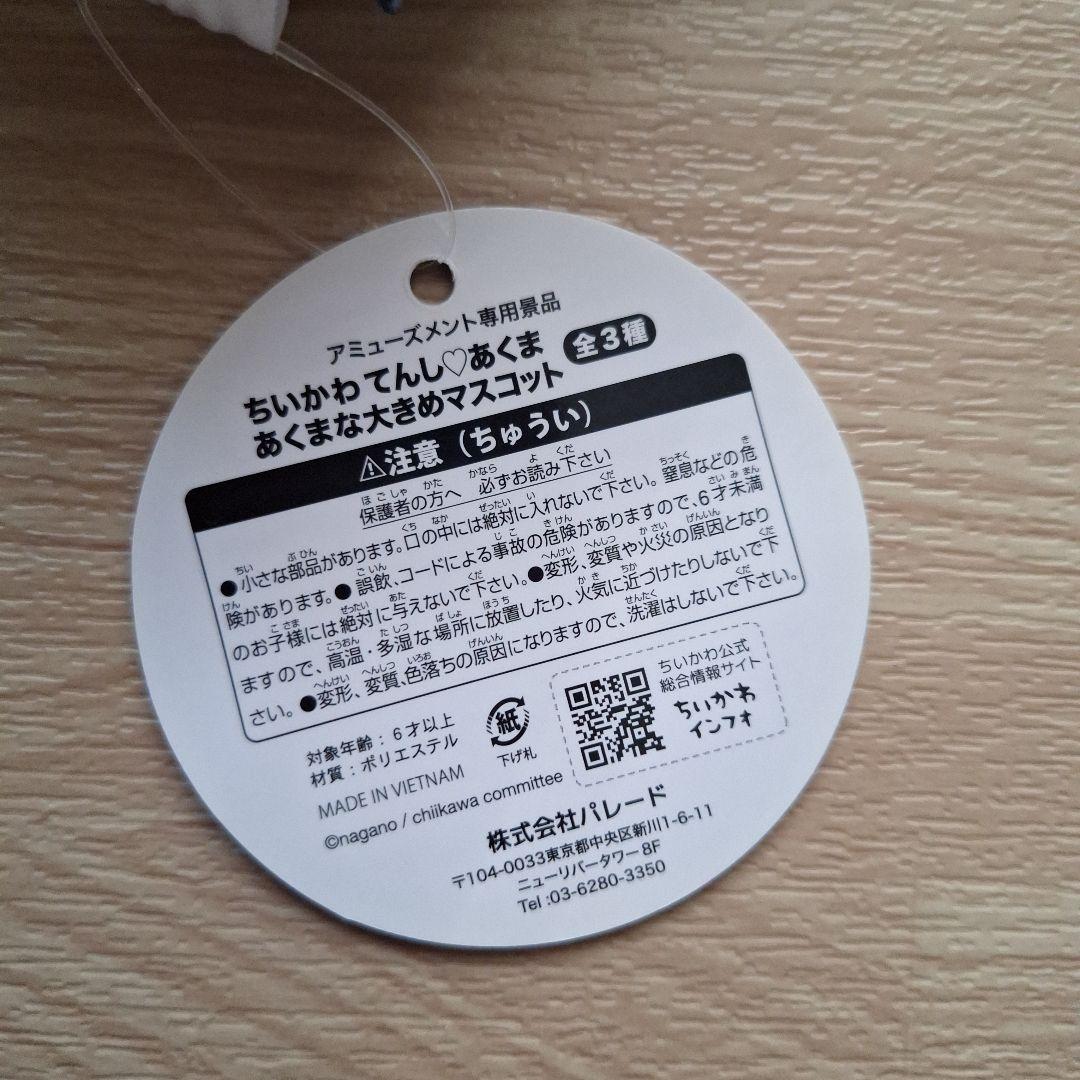 アミューズメント専用景品
ちいかわ てんし♡あくま
あくまな大きめマスコット
全3種
⚠注意（ちゅうい）
保護者の方へ 必ずお読み下さい
●小さな部品があります。口の中には絶対に入れないで下さい。窒息などの危
険があります。●誤飲、コードによる事故の危険がありますので、6才未満
のお子様には絶対に与えないで下さい。●変形、変質や火災の原因となり
ますので、高温・多湿な場所に放置したり、火気に近づけたりしないで下
さい。●変形、変質、色落ちの原因になりますので、洗濯はしないで下さい。
対象年齢：6才以上
材質：ポリエステル
MADE IN VIETNAM
©nagano / chiikawa committee
紙
下げ札
ちいかわ公式
総合情報サイト
ちいかわ
インフォ
株式会社パレード
〒104-0033東京都中央区新川1-6-11
ニューリバータワー 8F
Tel :03-6280-3350